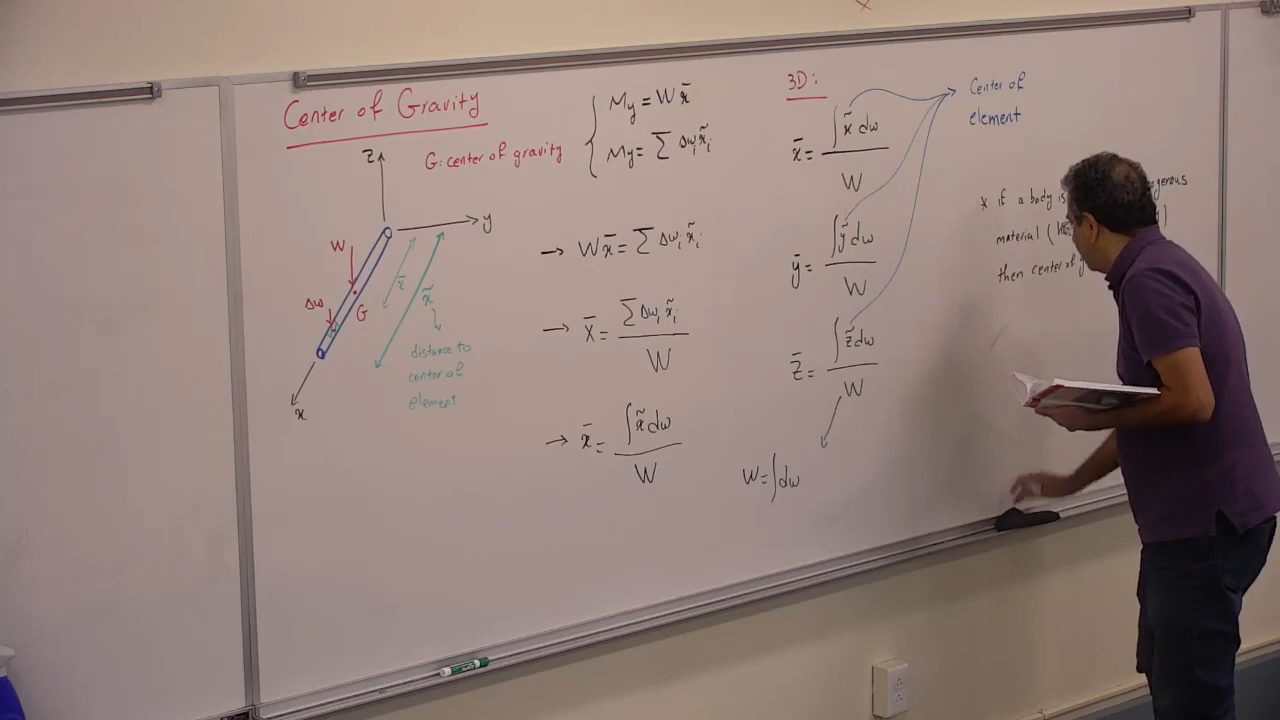 Center of Gravity
G: center of gravity
My = W x̄
My = ∑ Δwᵢ x̃ᵢ
z
y
x
W
Δw
G
x̄
x̃
distance to
center of
element
→ W x̄ = ∑ Δwᵢ x̃ᵢ
→ x̄ = ∑ Δwᵢ x̃ᵢ / W
→ x̄ = ∫ x̃ dw / W
3D:
x̄ = ∫ x̃ dw / W
ȳ = ∫ ỹ dw / W
z̄ = ∫ z̃ dw / W
W = ∫ dw
Center of
element
* if a body is
material (
then center of